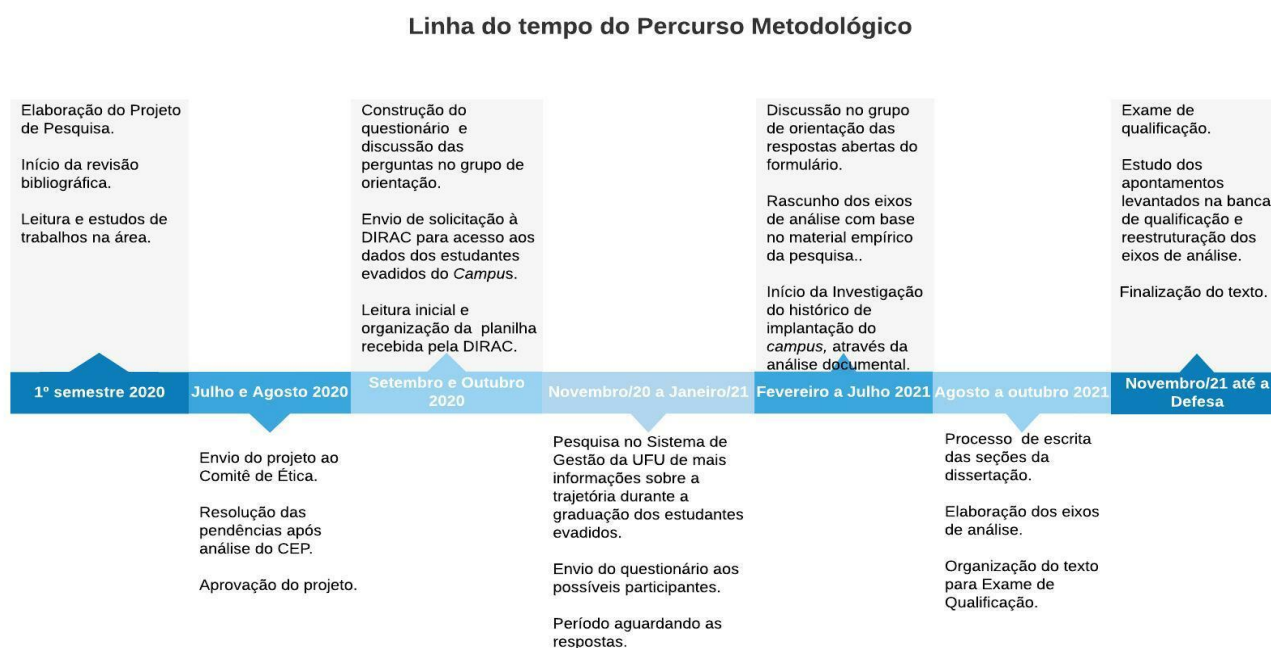 Linha do tempo do Percurso Metodológico
Elaboração do Projeto
de Pesquisa.
Início da revisão
bibliográfica.
Leitura e estudos de
trabalhos na área.
1º semestre 2020
Julho e Agosto 2020
Envio do projeto ao
Comitê de Ética.
Resolução das
pendências após
análise do CEP.
Aprovação do projeto.
Construção do
questionário e
discussão das
perguntas no grupo de
orientação.
Envio de solicitação à
DIRAC para acesso aos
dados dos estudantes
evadidos do Campus.
Leitura inicial e
organização da planilha
recebida pela DIRAC.
Setembro e Outubro
2020
Novembro/20 a Janeiro/21
Pesquisa no Sistema de
Gestão da UFU de mais
informações sobre a
trajetória durante a
graduação dos estudantes
evadidos.
Envio do questionário aos
possíveis participantes.
Período aguardando as
respostas.
Discussão no grupo
de orientação das
respostas abertas do
formulário.
Rascunho dos eixos
de análise com base
no material empírico
da pesquisa..
Início da Investigação
do histórico de
implantação do
campus, através da
análise documental.
Fevereiro a Julho 2021
Agosto a outubro 2021
Processo de escrita
das seções da
dissertação.
Elaboração dos eixos
de análise.
Organização do texto
para Exame de
Qualificação.
Exame de
qualificação.
Estudo dos
apontamentos
levantados na banca
de qualificação e
reestruturação dos
eixos de análise.
Finalização do texto.
Novembro/21 até a
Defesa